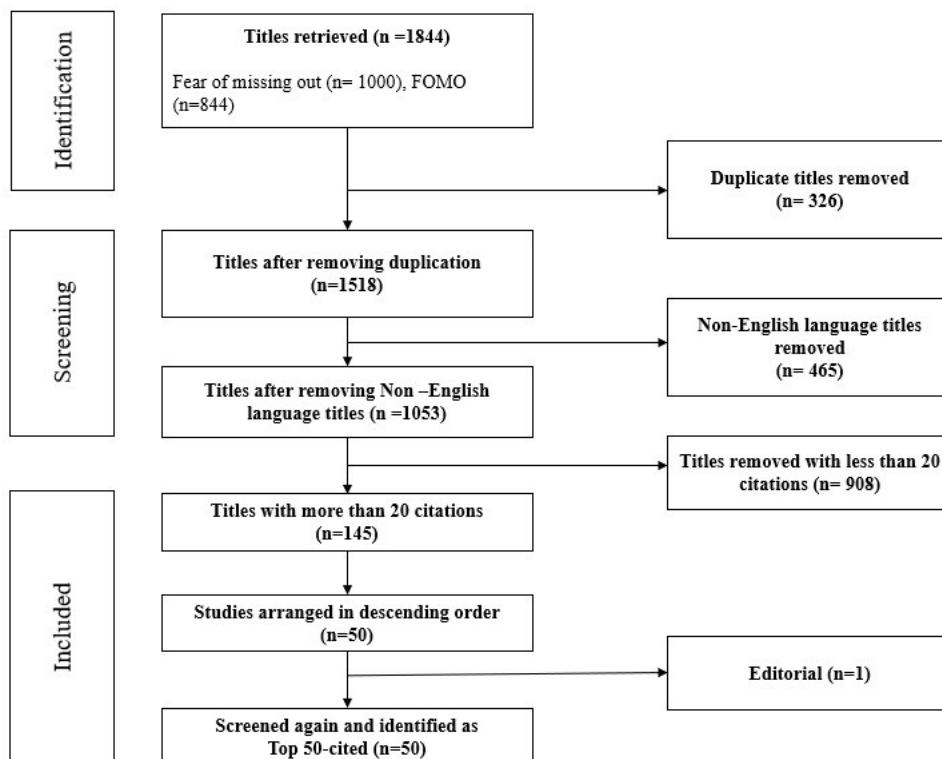 Identification
Titles retrieved (n =1844)
Fear of missing out (n= 1000), FOMO
(n=844)
Duplicate titles removed
(n= 326)
Screening
Titles after removing duplication
(n=1518)
Non-English language titles
removed
(n= 465)
Titles after removing Non –English
language titles (n =1053)
Titles removed with less than 20
citations (n= 908)
Included
Titles with more than 20 citations
(n=145)
Studies arranged in descending order
(n=50)
Editorial (n=1)
Screened again and identified as
Top 50-cited (n=50)